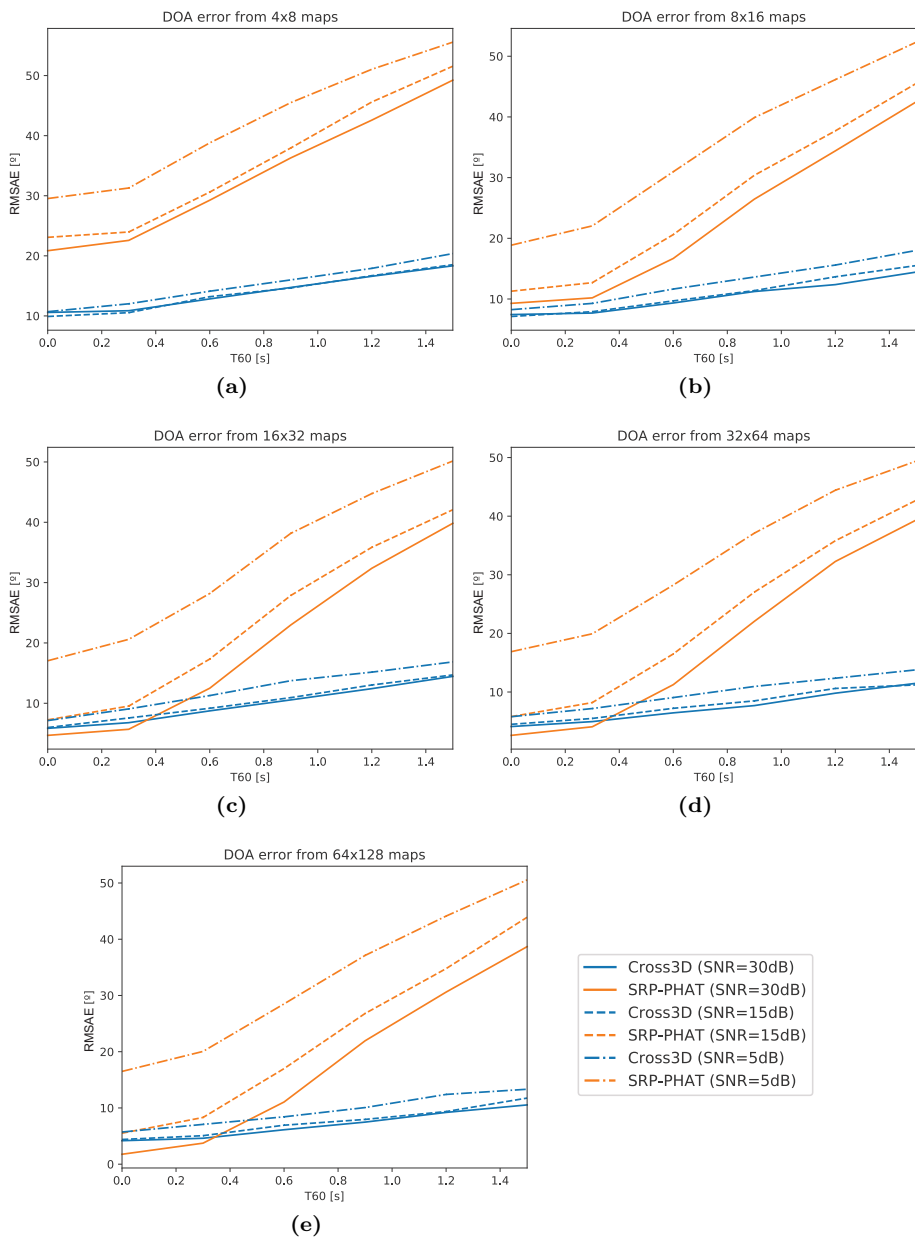 DOA error from 4x8 maps
RMSAE [º]
50
40
30
20
10
0.0 0.2 0.4 0.6 0.8 1.0 1.2 1.4
T60 [s]
(a)
DOA error from 8x16 maps
RMSAE [º]
50
40
30
20
10
0.0 0.2 0.4 0.6 0.8 1.0 1.2 1.4
T60 [s]
(b)
DOA error from 16x32 maps
RMSAE [º]
50
40
30
20
10
0.0 0.2 0.4 0.6 0.8 1.0 1.2 1.4
T60 [s]
(c)
DOA error from 32x64 maps
RMSAE [º]
50
40
30
20
10
0.0 0.2 0.4 0.6 0.8 1.0 1.2 1.4
T60 [s]
(d)
DOA error from 64x128 maps
RMSAE [º]
50
40
30
20
10
0
0.0 0.2 0.4 0.6 0.8 1.0 1.2 1.4
T60 [s]
(e)
Cross3D (SNR=30dB)
SRP-PHAT (SNR=30dB)
Cross3D (SNR=15dB)
SRP-PHAT (SNR=15dB)
Cross3D (SNR=5dB)
SRP-PHAT (SNR=5dB)